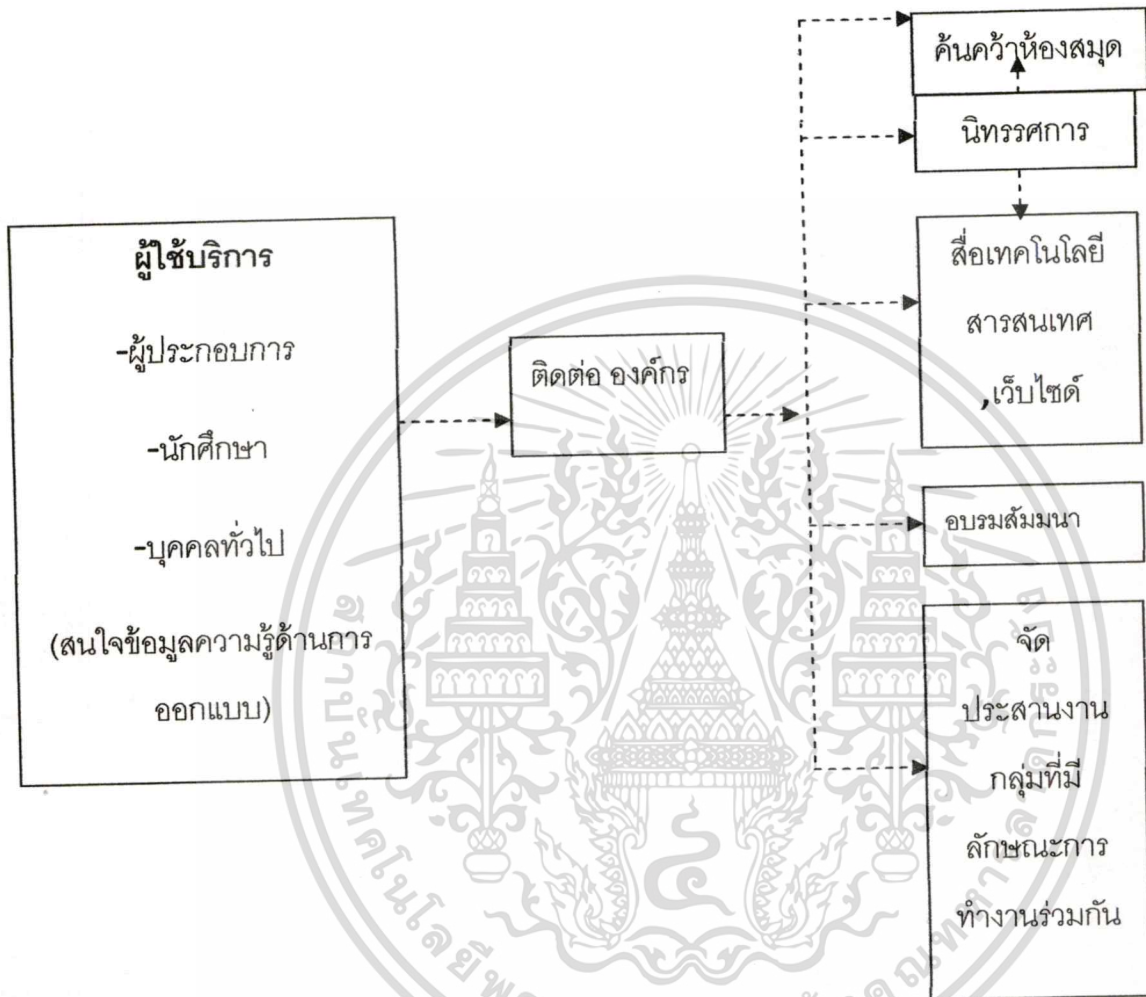 ค้นคว้าห้องสมุด
นิทรรศการ
ผู้ใช้บริการ
-ผู้ประกอบการ
-นักศึกษา
-บุคคลทั่วไป
(สนใจข้อมูลความรู้ด้านการ
ออกแบบ)
ติดต่อ องค์กร
สื่อเทคโนโลยี
สารสนเทศ
,เว็บไซด์
อบรมสัมมนา
จัด
ประสานงาน
กลุ่มที่มี
ลักษณะการ
ทำงานร่วมกัน